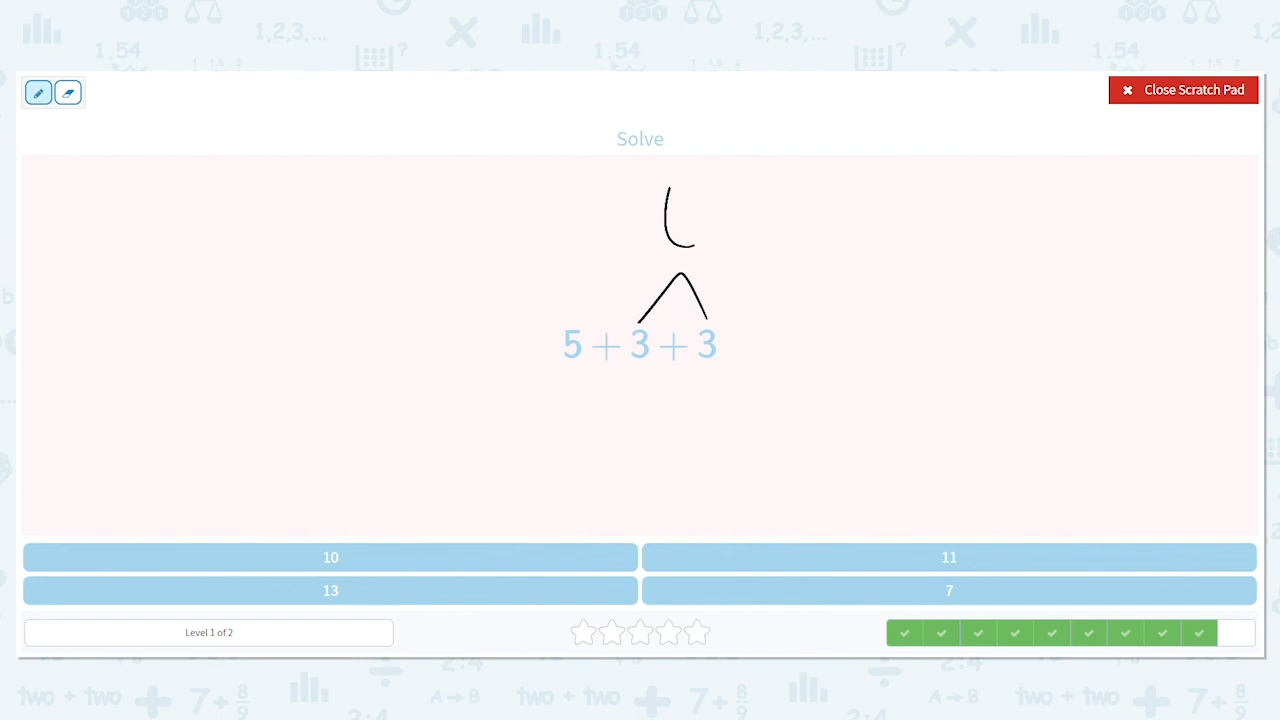 Close Scratch Pad
Solve
5 + 3 + 3
10
11
13
7
Level 1 of 2